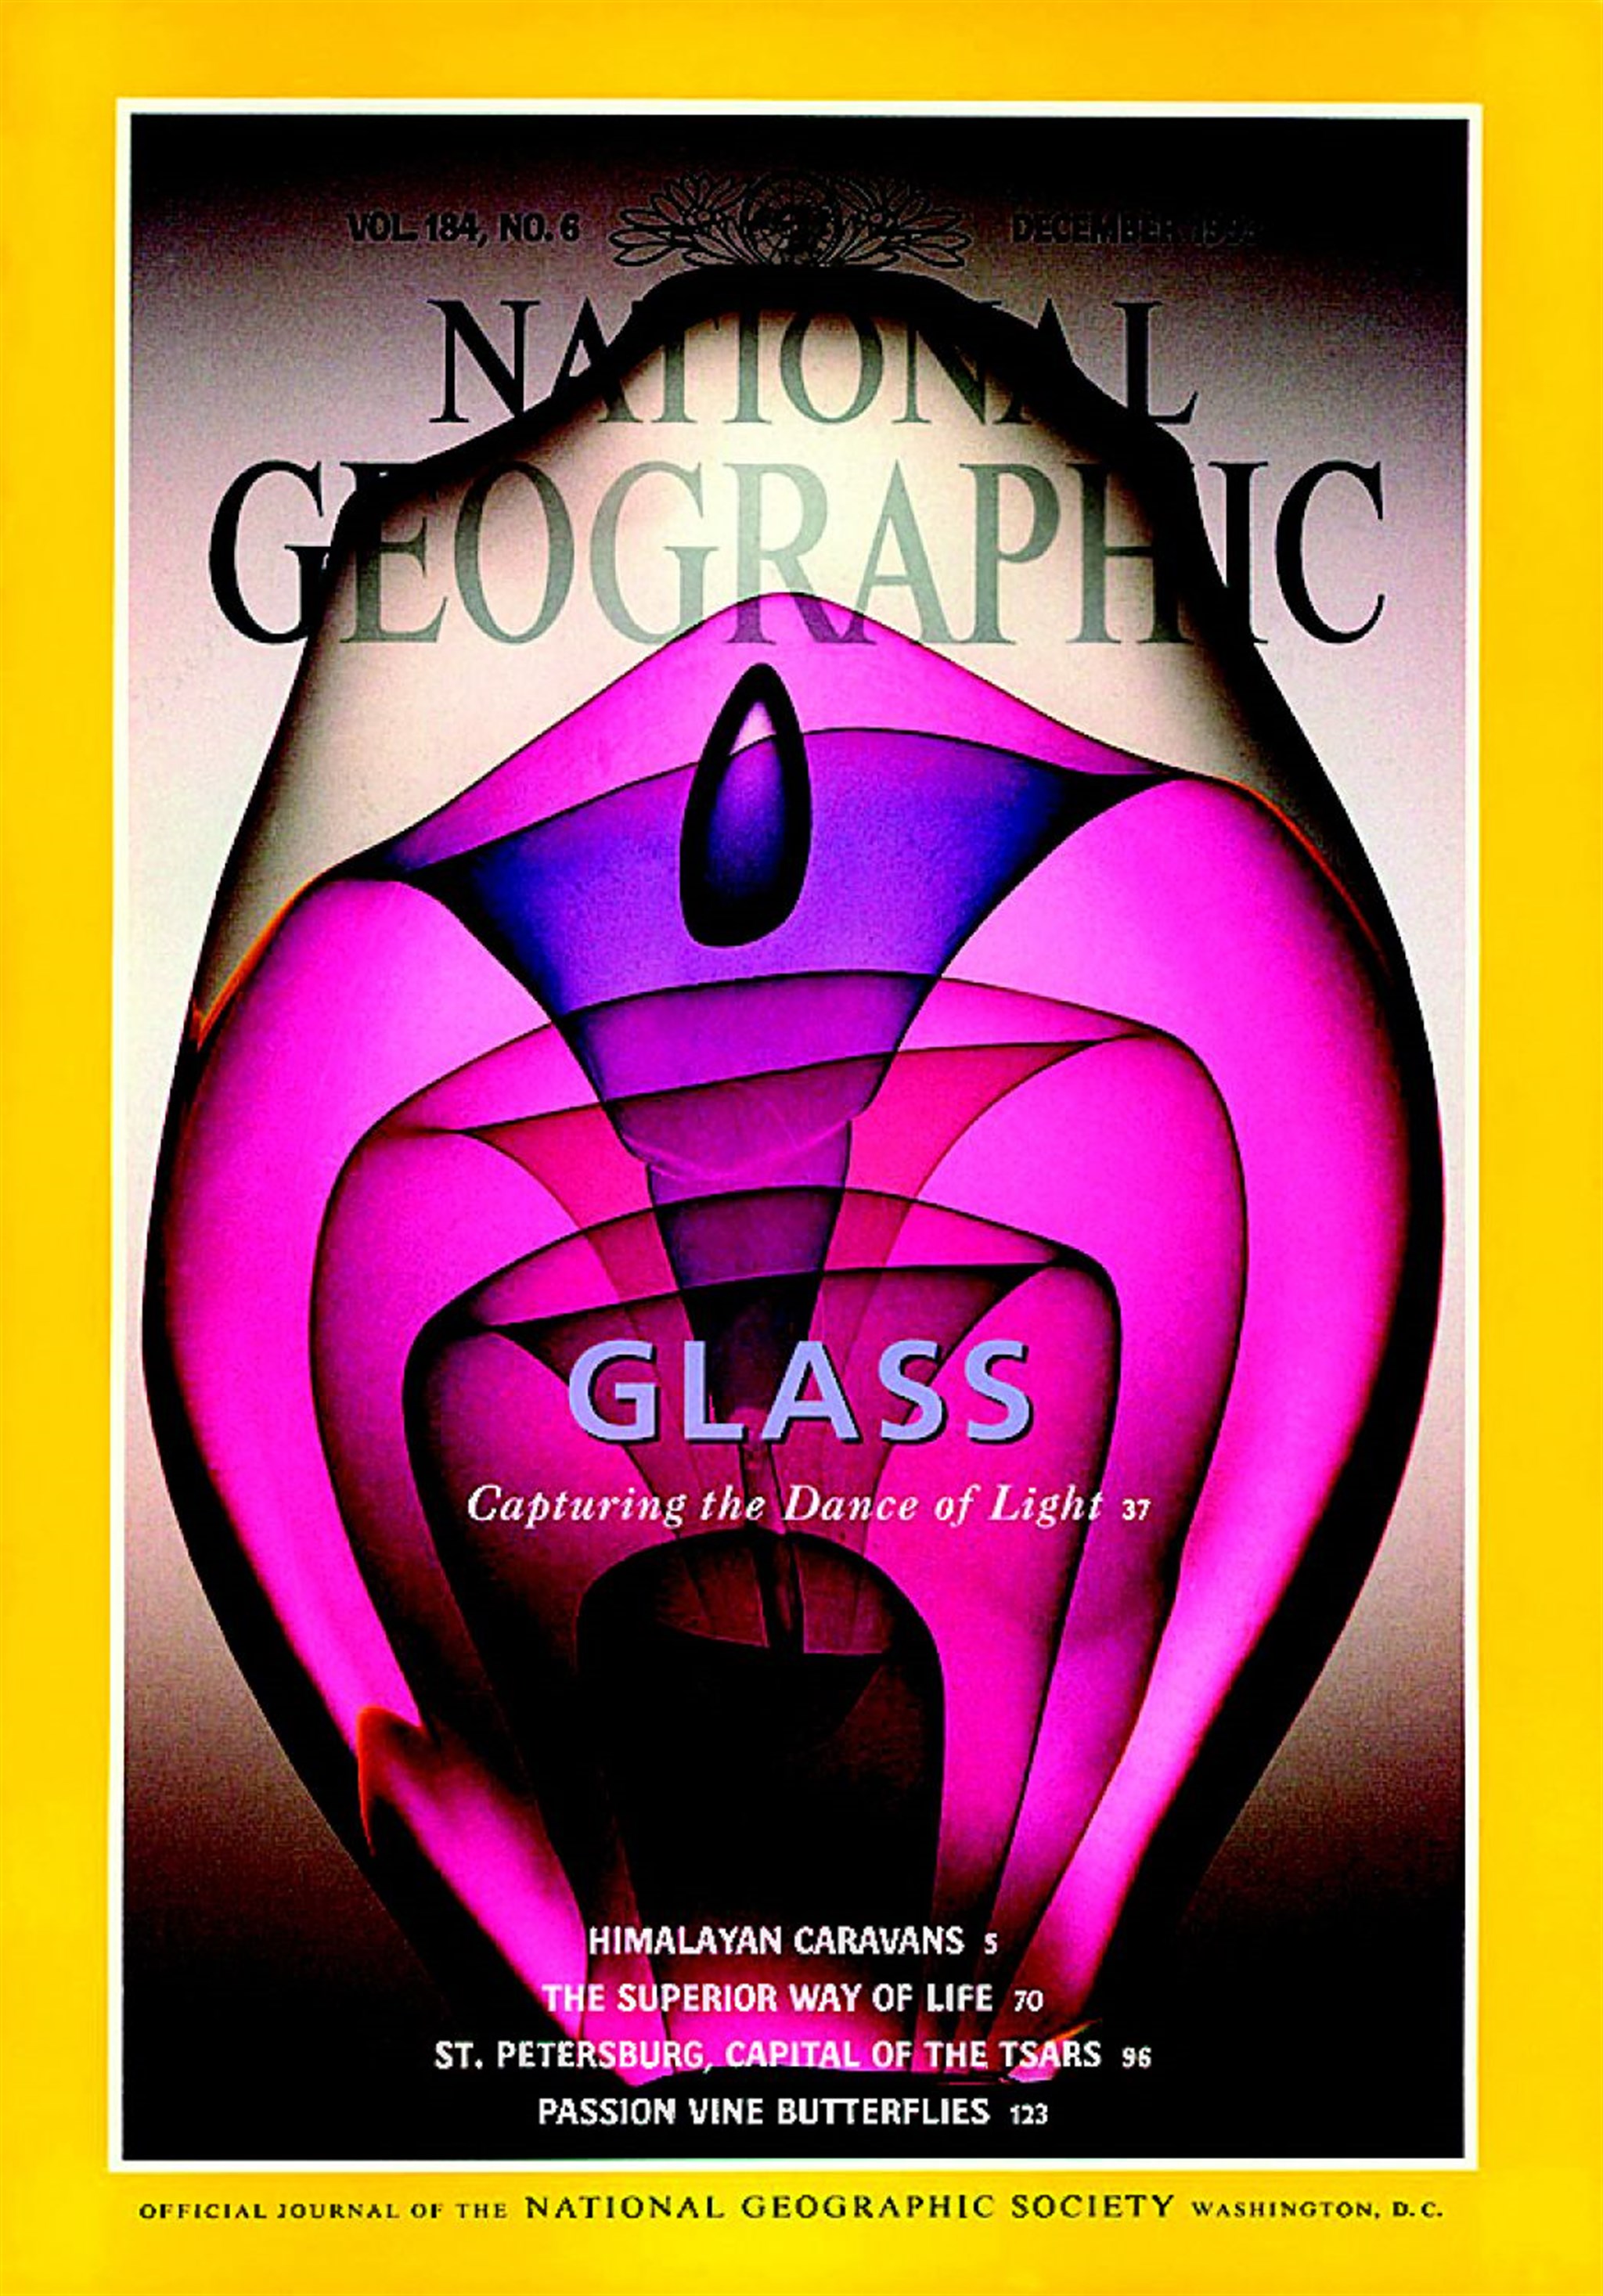 VOL. 184, NO. 6
DECEMBER 1993
NATIONAL
GEOGRAPHIC
GLASS
Capturing the Dance of Light 37
HIMALAYAN CARAVANS 5
THE SUPERIOR WAY OF LIFE 70
ST. PETERSBURG, CAPITAL OF THE TSARS 96
PASSION VINE BUTTERFLIES 123
OFFICIAL JOURNAL OF THE NATIONAL GEOGRAPHIC SOCIETY WASHINGTON, D.C.